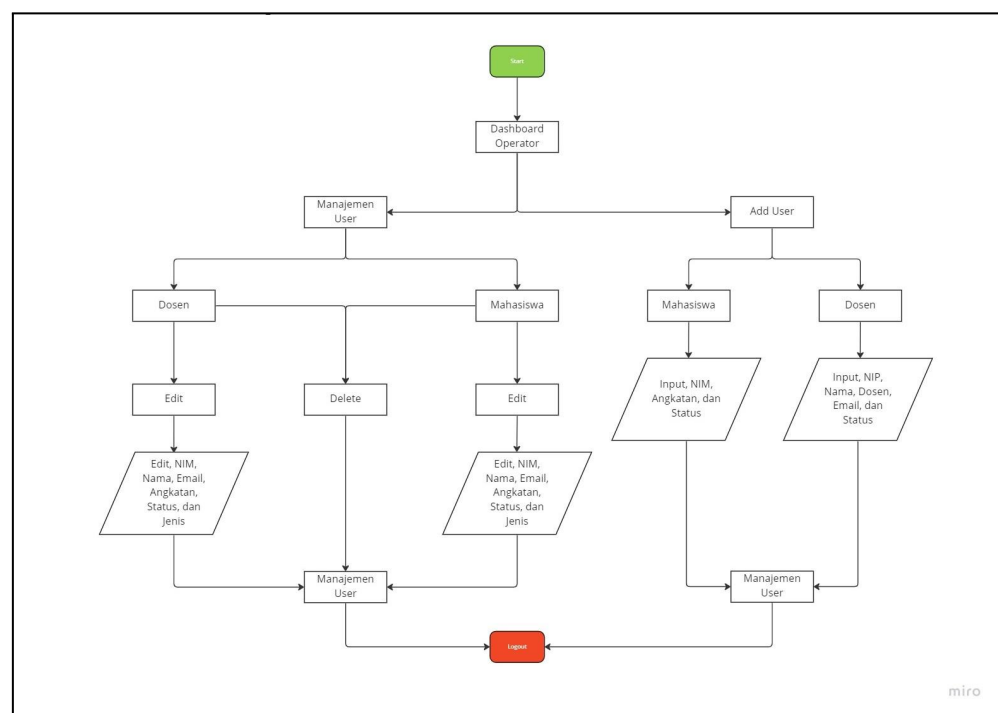 Start
Dashboard
Operator
Manajemen
User
Add User
Dosen
Mahasiswa
Mahasiswa
Dosen
Edit
Delete
Edit
Input, NIM,
Angkatan, dan
Status
Input, NIP,
Nama, Dosen,
Email, dan
Status
Edit, NIM,
Nama, Email,
Angkatan,
Status, dan
Jenis
Edit, NIM,
Nama, Email,
Angkatan,
Status, dan
Jenis
Manajemen
User
Manajemen
User
Logout
miro